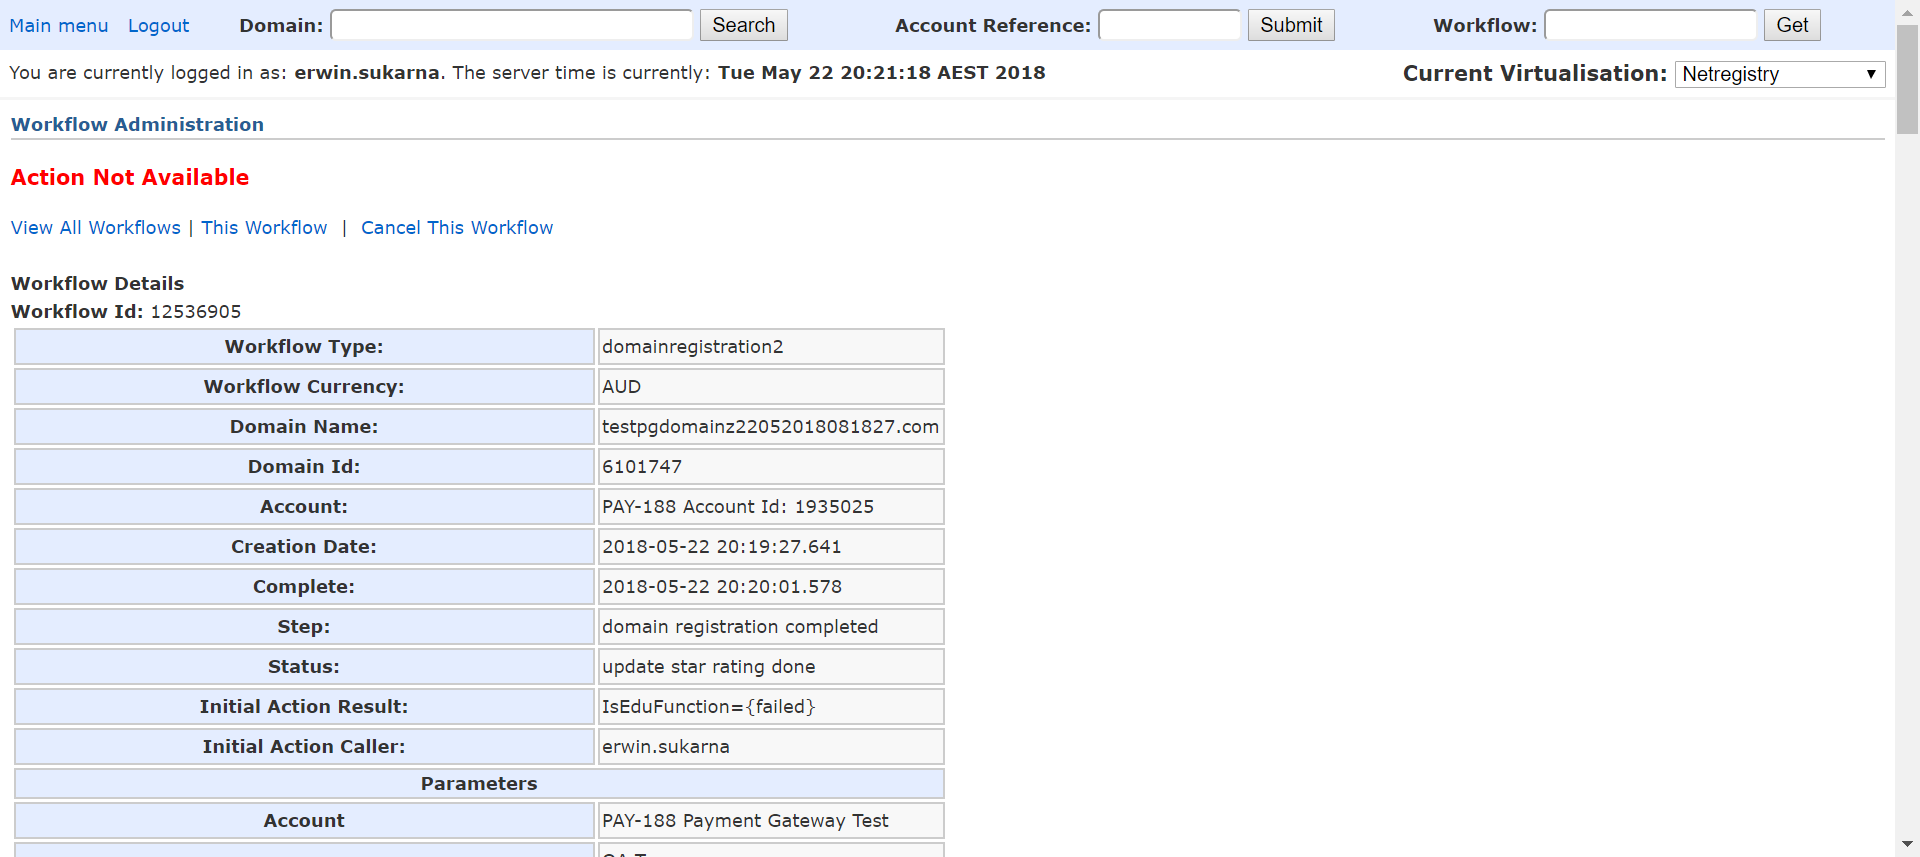 Main menu Logout Domain: Search Account Reference: Submit Workflow: Get
You are currently logged in as: erwin.sukarna. The server time is currently: Tue May 22 20:21:18 AEST 2018 Current Virtualisation: Netregistry
Workflow Administration
Action Not Available
View All Workflows | This Workflow | Cancel This Workflow
Workflow Details
Workflow Id: 12536905
Workflow Type: domainregistration2
Workflow Currency: AUD
Domain Name: testpgdomainz22052018081827.com
Domain Id: 6101747
Account: PAY-188 Account Id: 1935025
Creation Date: 2018-05-22 20:19:27.641
Complete: 2018-05-22 20:20:01.578
Step: domain registration completed
Status: update star rating done
Initial Action Result: IsEduFunction={failed}
Initial Action Caller: erwin.sukarna
Parameters
Account PAY-188 Payment Gateway Test